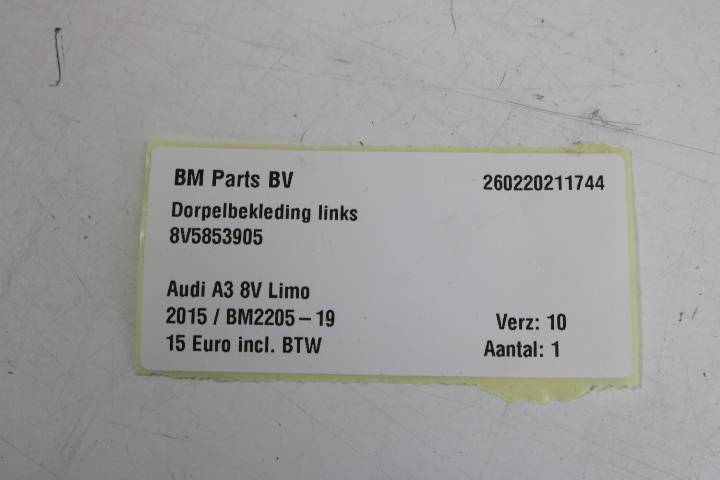 BM Parts BV 260220211744
Dorpelbekleding links
8V5853905
Audi A3 8V Limo
2015 / BM2205 – 19 Verz: 10
15 Euro incl. BTW Aantal: 1